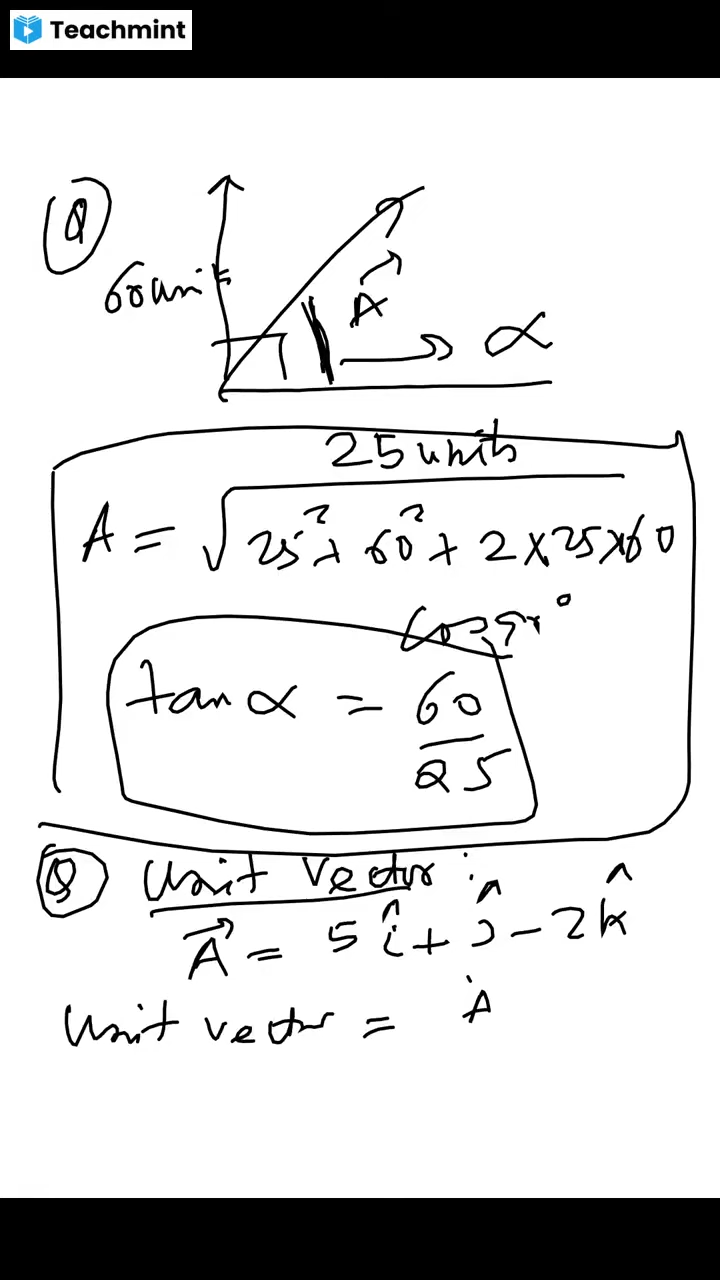 Teachmint
Q
60 unit
A
α
25 units
A = √25² + 60² + 2×25×60
cos 90°
tan α = 60
25
Q Unit Vector :
A⃗ = 5î + ĵ - 2k̂
Unit vector = A